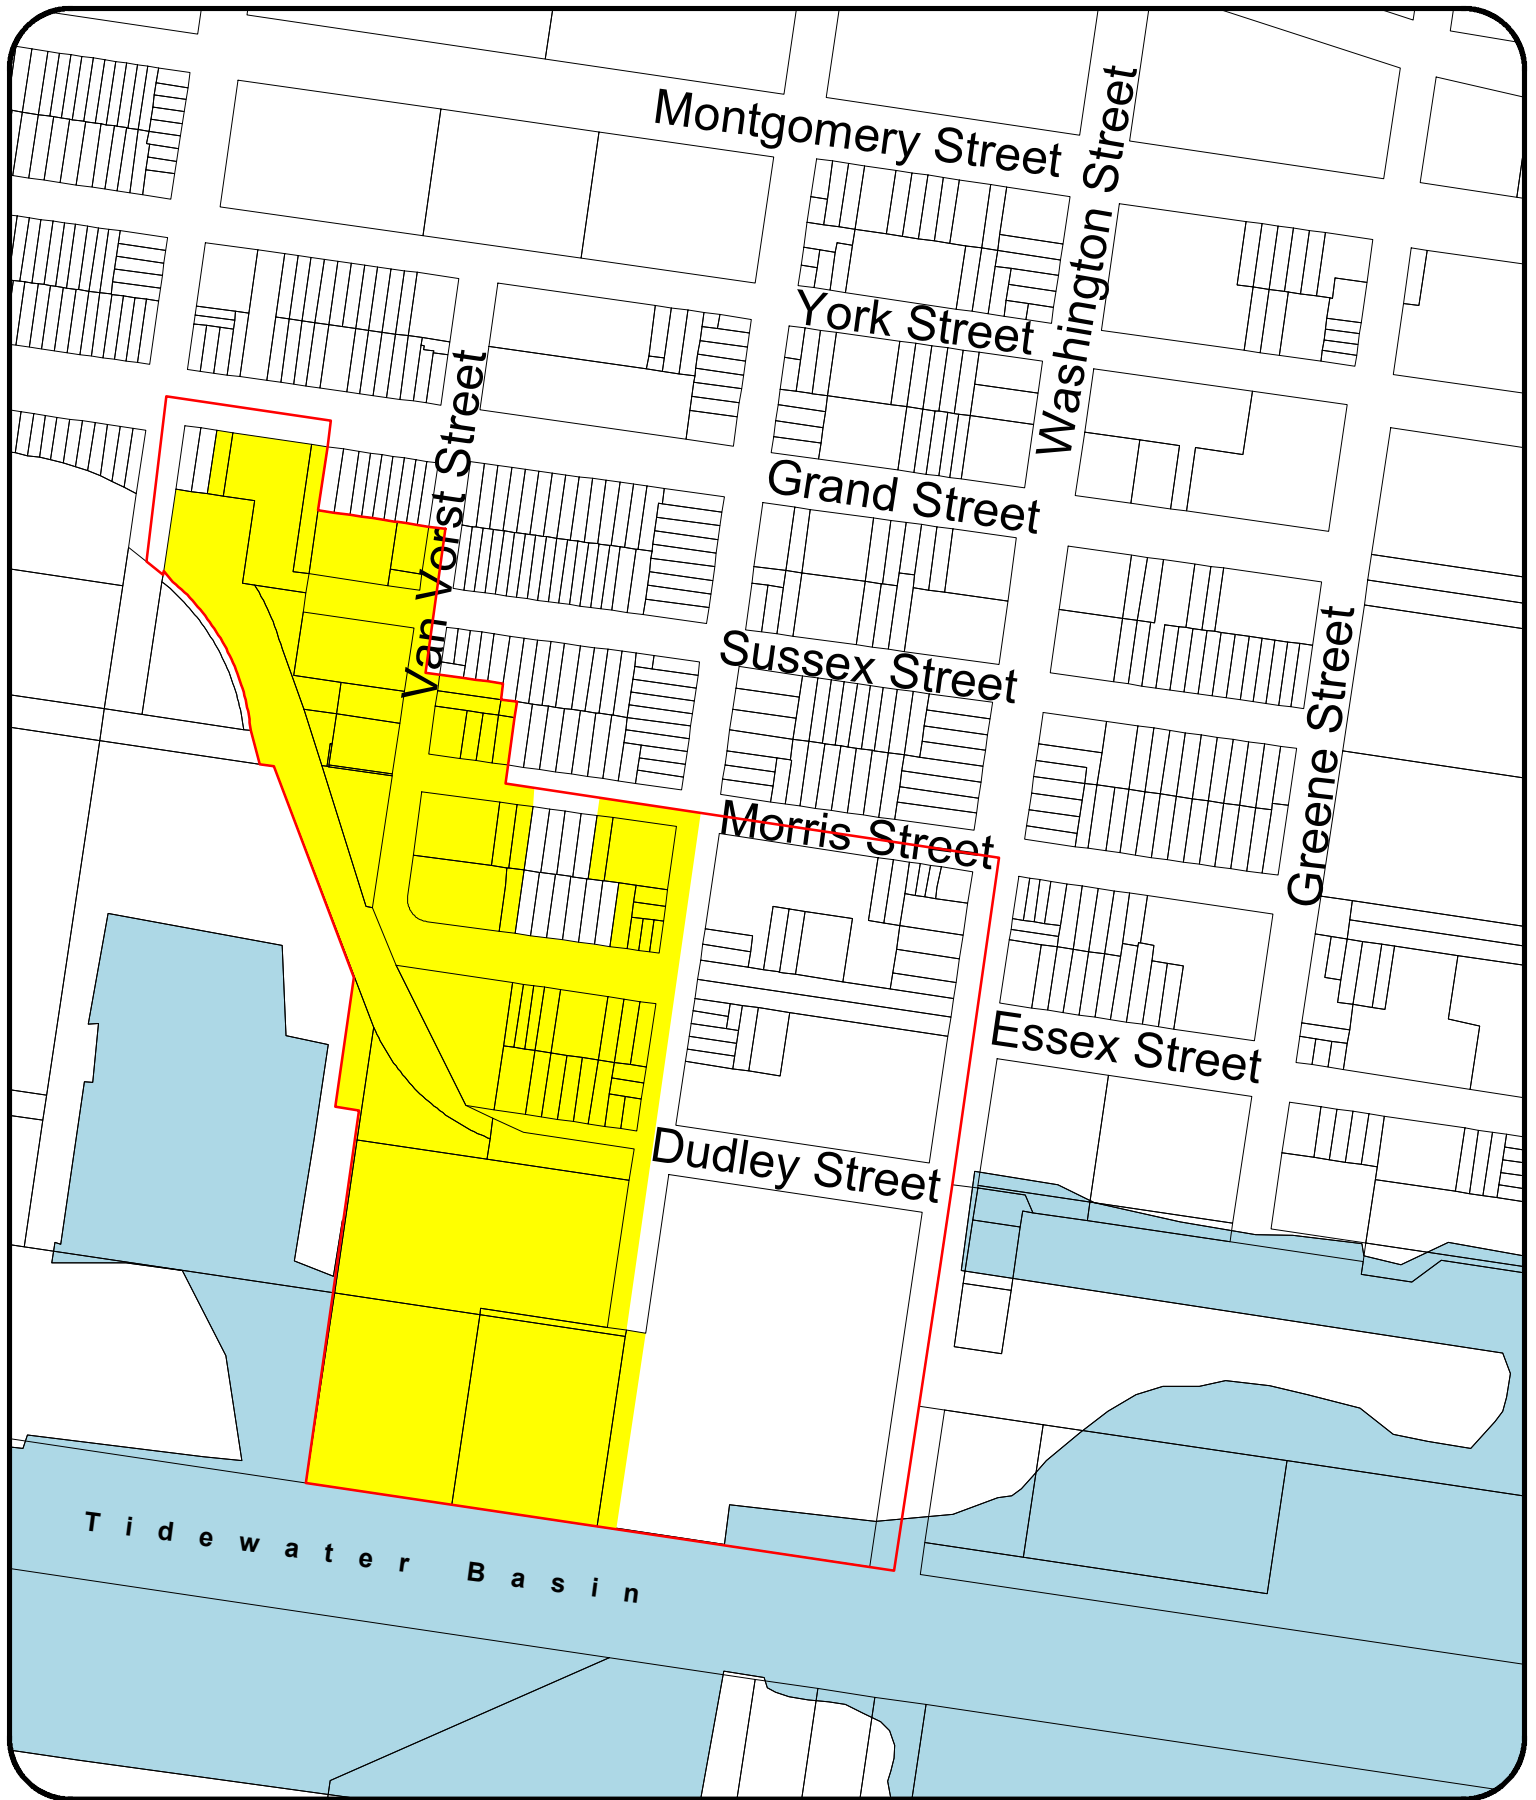 Montgomery Street
Washington Street
York Street
Van Vorst Street
Grand Street
Sussex Street
Greene Street
Morris Street
Essex Street
Dudley Street
Tidewater Basin